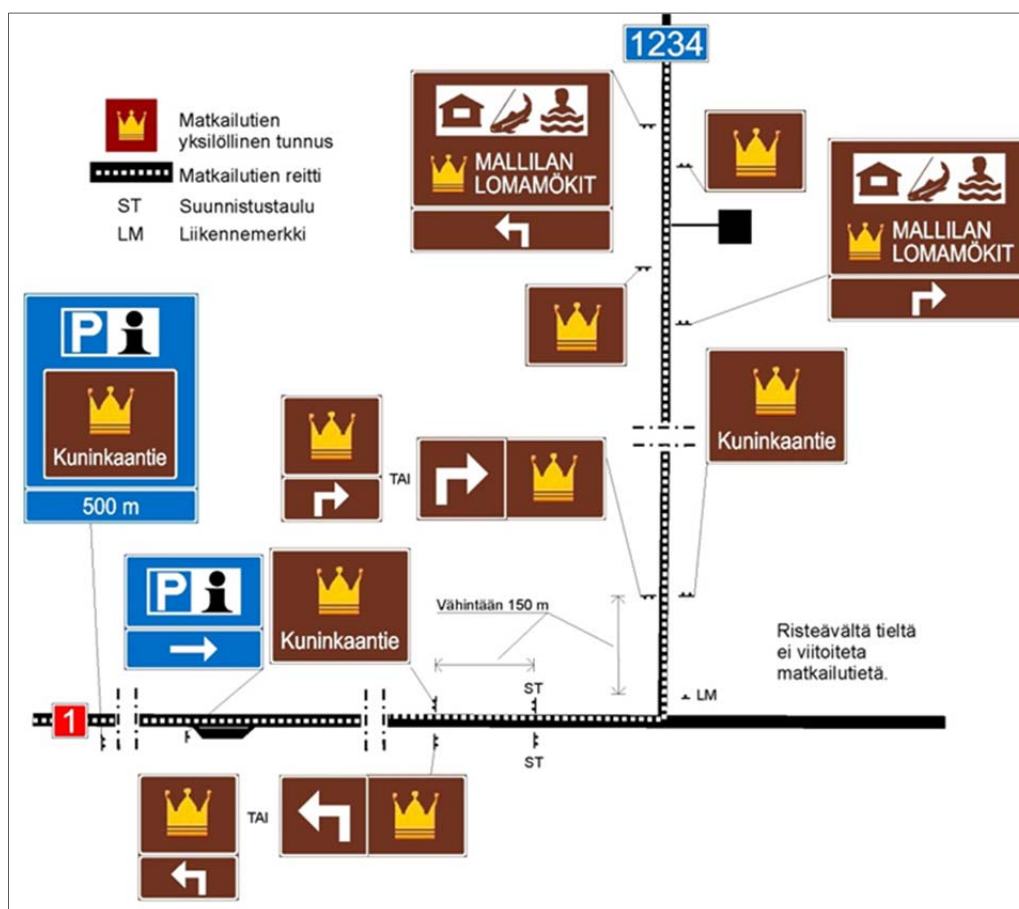 1234
Matkailutien
yksilöllinen tunnus
Matkailutien reitti
ST Suunnistustaulu
LM Liikennemerkki
MALLILAN
LOMAMÖKIT
MALLILAN
LOMAMÖKIT
P i
Kuninkaantie
500 m
TAI
Kuninkaantie
P i
Kuninkaantie
Vähintään 150 m
Risteävältä tieltä
ei viitoiteta
matkailutietä.
ST
LM
1
ST
TAI